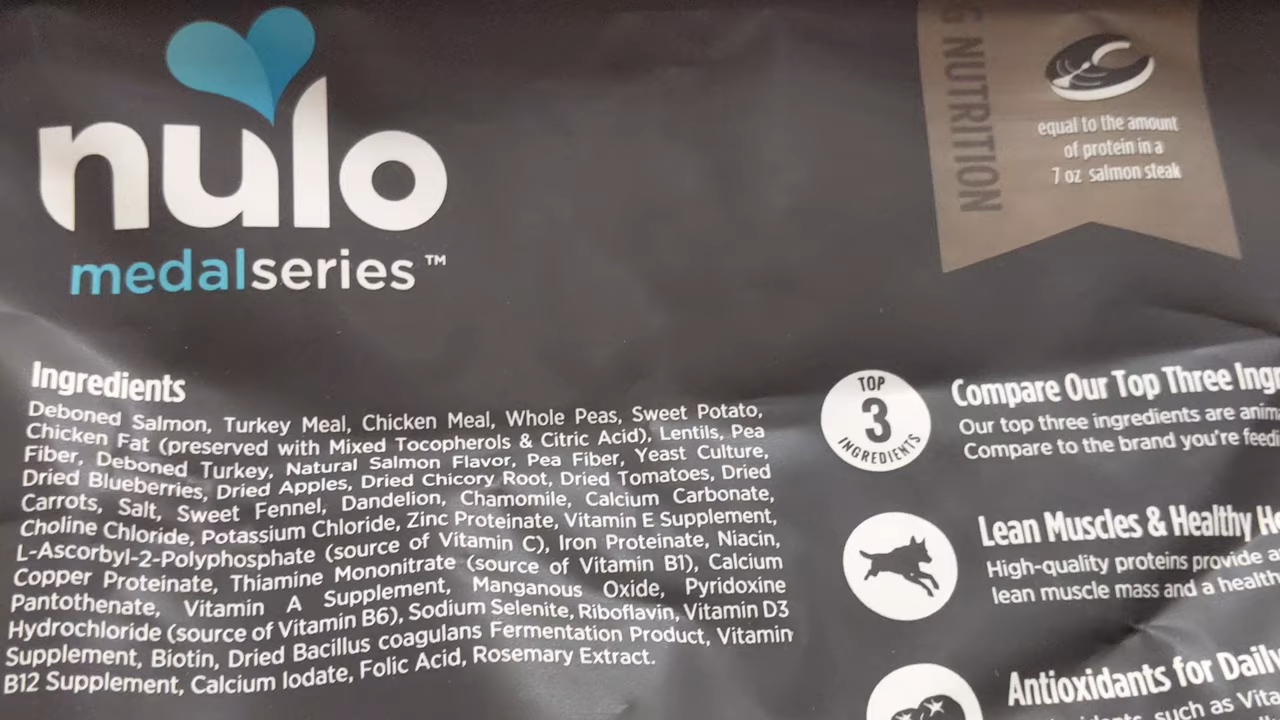 nulo
medalseries™
G NUTRITION
equal to the amount
of protein in a
7 oz salmon steak
Ingredients
Deboned Salmon, Turkey Meal, Chicken Meal, Whole Peas, Sweet Potato,
Chicken Fat (preserved with Mixed Tocopherols & Citric Acid), Lentils, Pea
Fiber, Deboned Turkey, Natural Salmon Flavor, Pea Fiber, Yeast Culture,
Dried Blueberries, Dried Apples, Dried Chicory Root, Dried Tomatoes, Dried
Carrots, Salt, Sweet Fennel, Dandelion, Chamomile, Calcium Carbonate,
Choline Chloride, Potassium Chloride, Zinc Proteinate, Vitamin E Supplement,
L-Ascorbyl-2-Polyphosphate (source of Vitamin C), Iron Proteinate, Niacin,
Copper Proteinate, Thiamine Mononitrate (source of Vitamin B1), Calcium
Pantothenate, Vitamin A Supplement, Manganous Oxide, Pyridoxine
Hydrochloride (source of Vitamin B6), Sodium Selenite, Riboflavin, Vitamin D3
Supplement, Biotin, Dried Bacillus coagulans Fermentation Product, Vitamin
B12 Supplement, Calcium Iodate, Folic Acid, Rosemary Extract.
TOP
3
INGREDIENTS
Compare Our Top Three Ingr
Our top three ingredients are anim
Compare to the brand you're feedi
Lean Muscles & Healthy He
High-quality proteins provide a
lean muscle mass and a health
Antioxidants for Daily
such as Vita